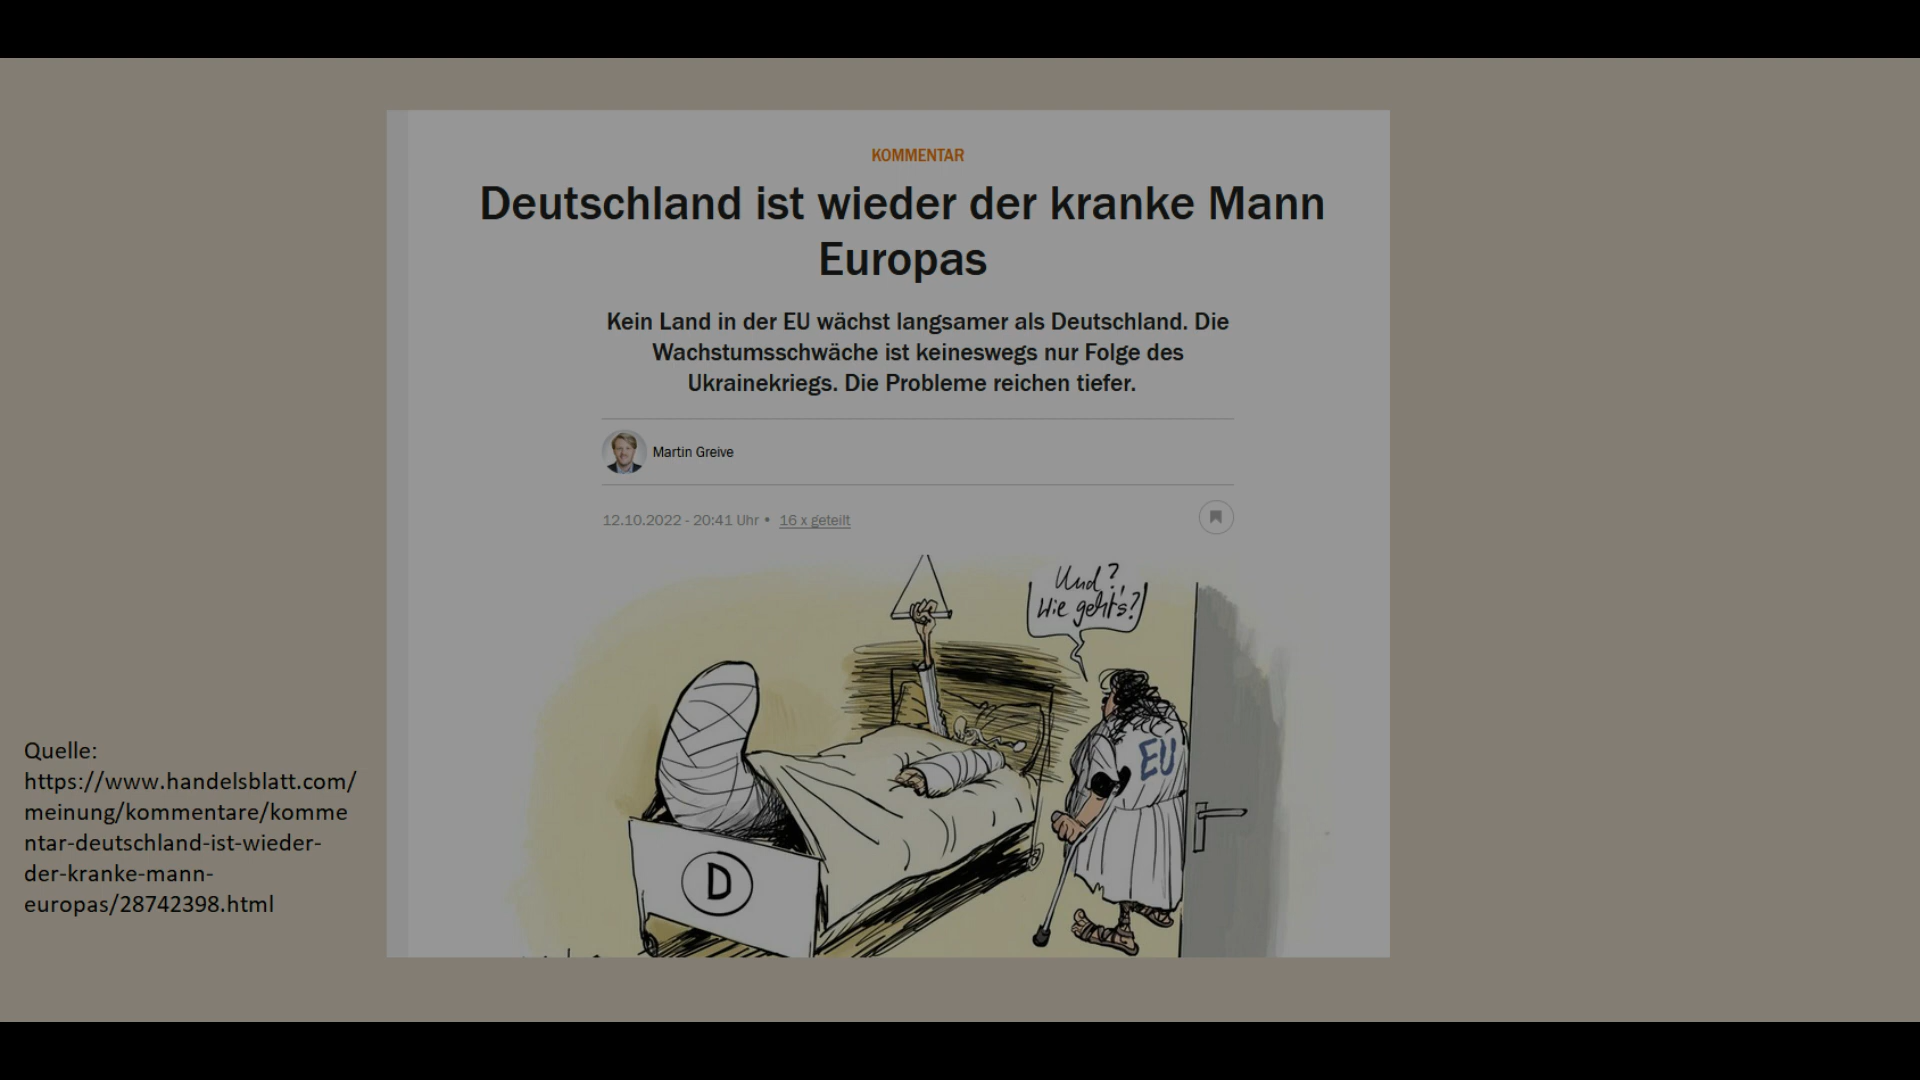 KOMMENTAR
Deutschland ist wieder der kranke Mann
Europas
Kein Land in der EU wächst langsamer als Deutschland. Die
Wachstumsschwäche ist keineswegs nur Folge des
Ukrainekriegs. Die Probleme reichen tiefer.
Martin Greive
12.10.2022 - 20:41 Uhr • 16 x geteilt
Und?
Wie geht's?
EU
D
Quelle:
https://www.handelsblatt.com/
meinung/kommentare/komme
ntar-deutschland-ist-wieder-
der-kranke-mann-
europas/28742398.html